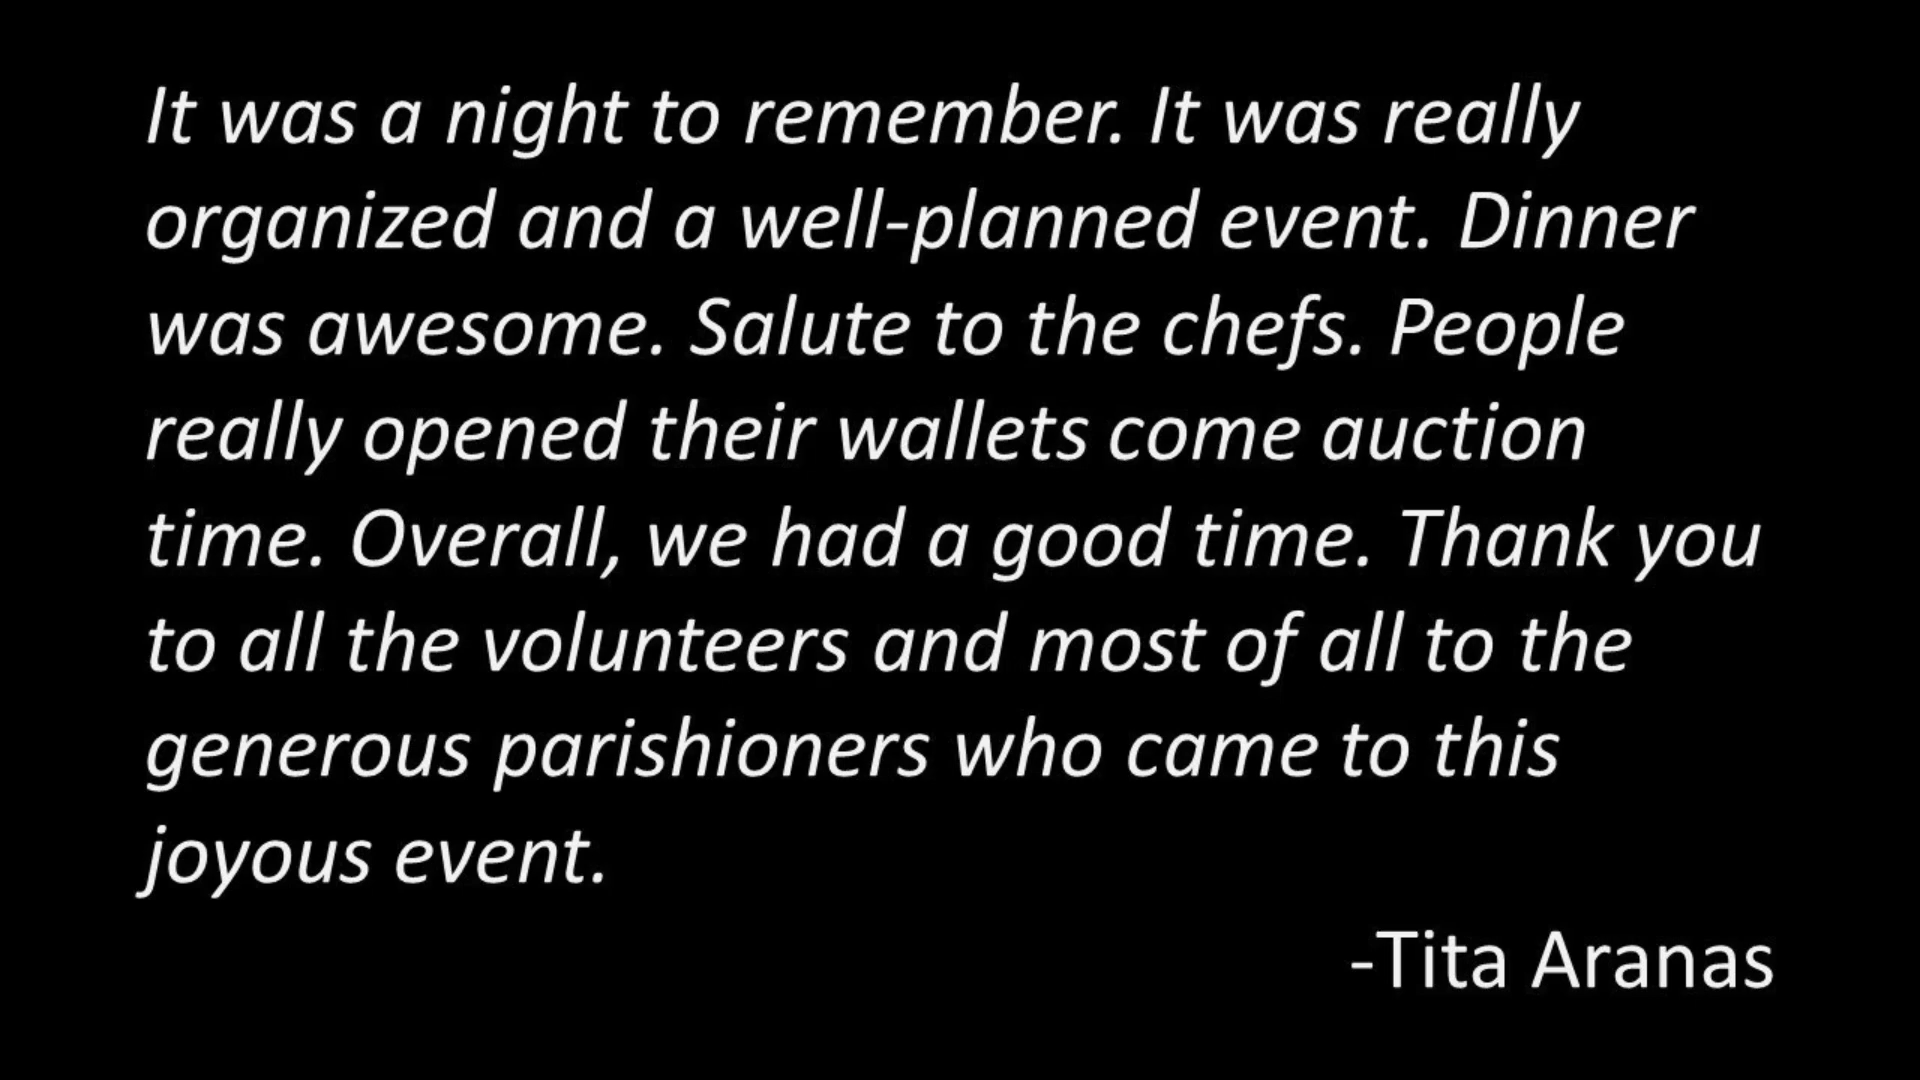 It was a night to remember. It was really
organized and a well-planned event. Dinner
was awesome. Salute to the chefs. People
really opened their wallets come auction
time. Overall, we had a good time. Thank you
to all the volunteers and most of all to the
generous parishioners who came to this
joyous event.
-Tita Aranas